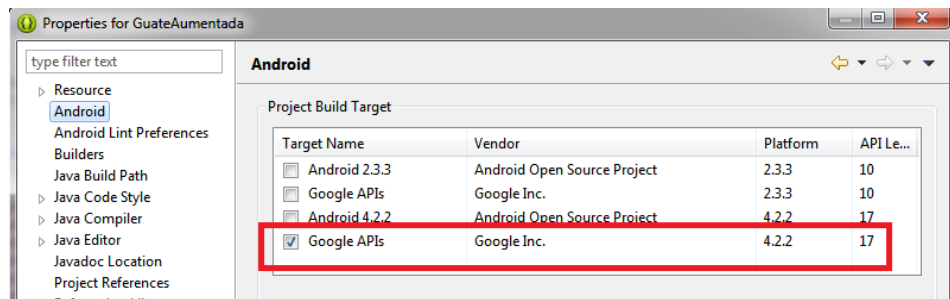 Properties for GuateAumentada
type filter text
Resource
Android
Android Lint Preferences
Builders
Java Build Path
Java Code Style
Java Compiler
Java Editor
Javadoc Location
Project References
Android
Project Build Target
Target Name Vendor Platform API Le...
Android 2.3.3 Android Open Source Project 2.3.3 10
Google APIs Google Inc. 2.3.3 10
Android 4.2.2 Android Open Source Project 4.2.2 17
Google APIs Google Inc. 4.2.2 17